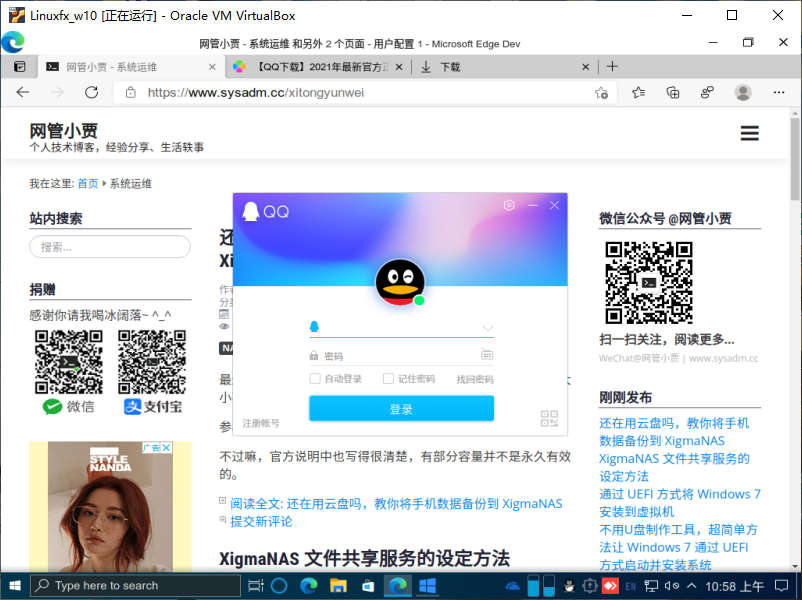 Linuxfx_w10 [正在运行] - Oracle VM VirtualBox
网管小贾 - 系统运维 和另外 2 个页面 - 用户配置 1 - Microsoft Edge Dev
网管小贾 - 系统运维
【QQ下载】2021年最新官方正
下载
https://www.sysadm.cc/xitongyunwei
网管小贾
个人技术博客，经验分享、生活轶事
我在这里: 首页 系统运维
站内搜索
搜索...
捐赠
感谢你请我喝冰阔落~ ^_^
微信
支付宝
广告
STYLE
NANDA
QQ
密码
自动登录
记住密码
找回密码
登录
注册帐号
不过嘛，官方说明中也写得很清楚，有部分容量并不是永久有效
的。
阅读全文: 还在用云盘吗，教你将手机数据备份到 XigmaNAS
提交新评论
XigmaNAS 文件共享服务的设定方法
微信公众号 @网管小贾
扫一扫关注，阅读更多...
WeChat@网管小贾 | www.sysadm.cc
刚刚发布
还在用云盘吗，教你将手机
数据备份到 XigmaNAS
XigmaNAS 文件共享服务的
设定方法
通过 UEFI 方式将 Windows 7
安装到虚拟机
不用U盘制作工具，超简单方
法让 Windows 7 通过 UEFI
方式启动并安装系统
Type here to search
EN
10:58 上午